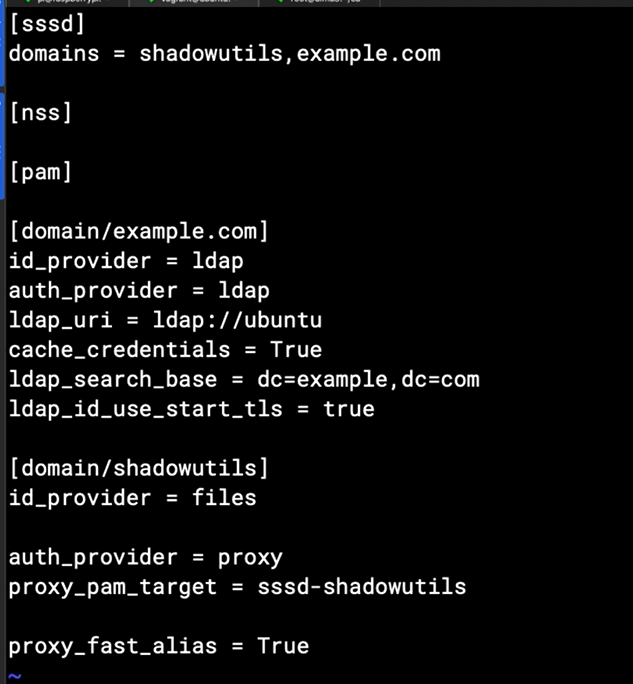 [sssd]
domains = shadowutils,example.com
[nss]
[pam]
[domain/example.com]
id_provider = ldap
auth_provider = ldap
ldap_uri = ldap://ubuntu
cache_credentials = True
ldap_search_base = dc=example,dc=com
ldap_id_use_start_tls = true
[domain/shadowutils]
id_provider = files
auth_provider = proxy
proxy_pam_target = sssd-shadowutils
proxy_fast_alias = True
~